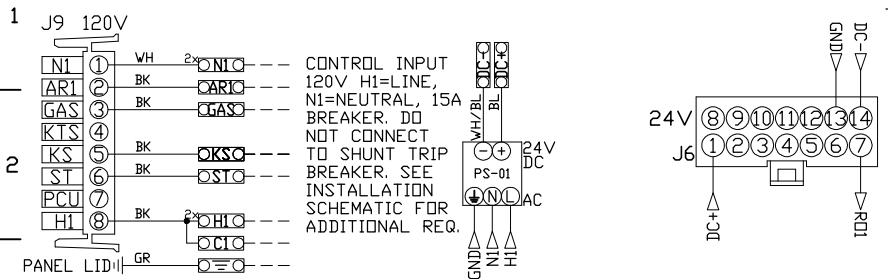 1
2
J9 120V
N1 1 WH 2x N1
AR1 2 BK AR1
GAS 3 BK GAS
KTS 4
KS 5 BK KS
ST 6 BK ST
PCU 7
H1 8 BK 2x H1
C1
PANEL LID GR
CONTROL INPUT
120V H1=LINE,
N1=NEUTRAL, 15A
BREAKER. DO
NOT CONNECT
TO SHUNT TRIP
BREAKER. SEE
INSTALLATION
SCHEMATIC FOR
ADDITIONAL REQ.
DC-
DC+
WH/BL
BL
- +
24V
DC
PS-01
N L
AC
GND
N1
H1
GND
DC-
24V
8 9 10 11 12 13 14
J6
1 2 3 4 5 6 7
DC+
RO1